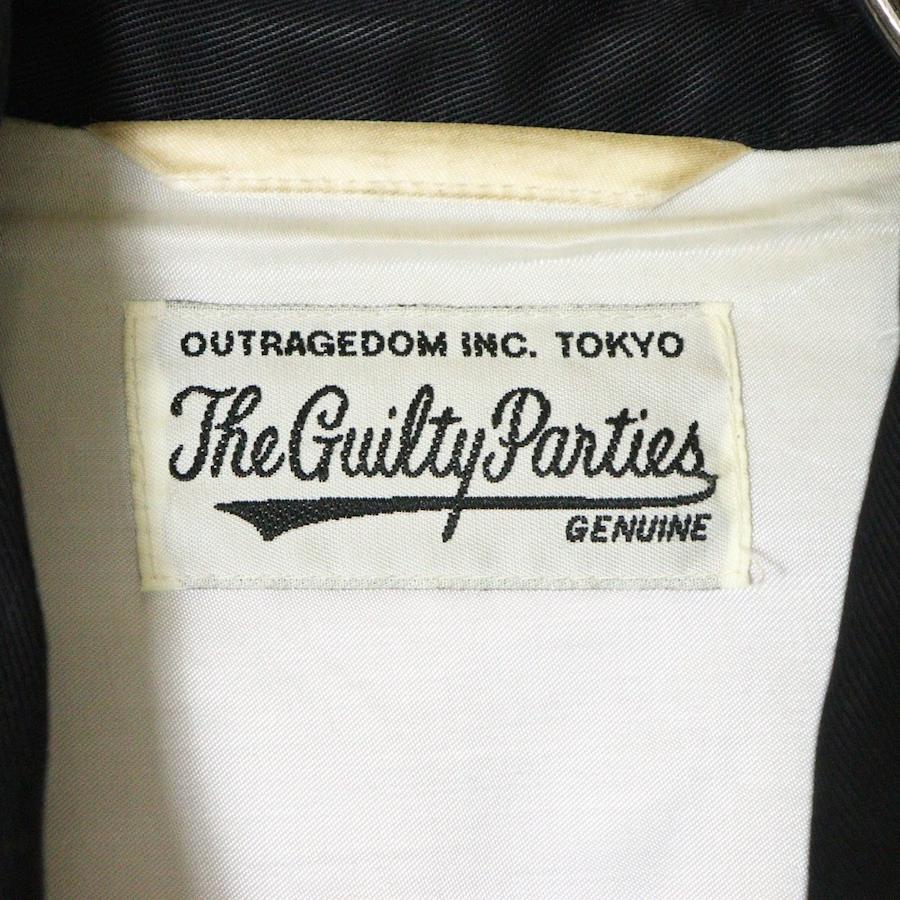 OUTRAGEDOM INC. TOKYO
The Guilty Parties
GENUINE